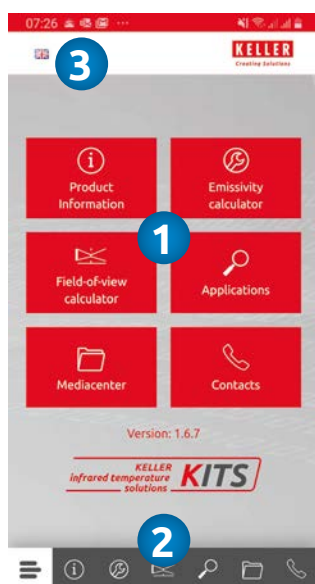 07:26
3
KELLER
Creating Solutions
Product
Information
Emissivity
calculator
1
Field-of-view
calculator
Applications
Mediacenter
Contacts
Version: 1.6.7
KELLER
infrared temperature
solutions
KITS
2